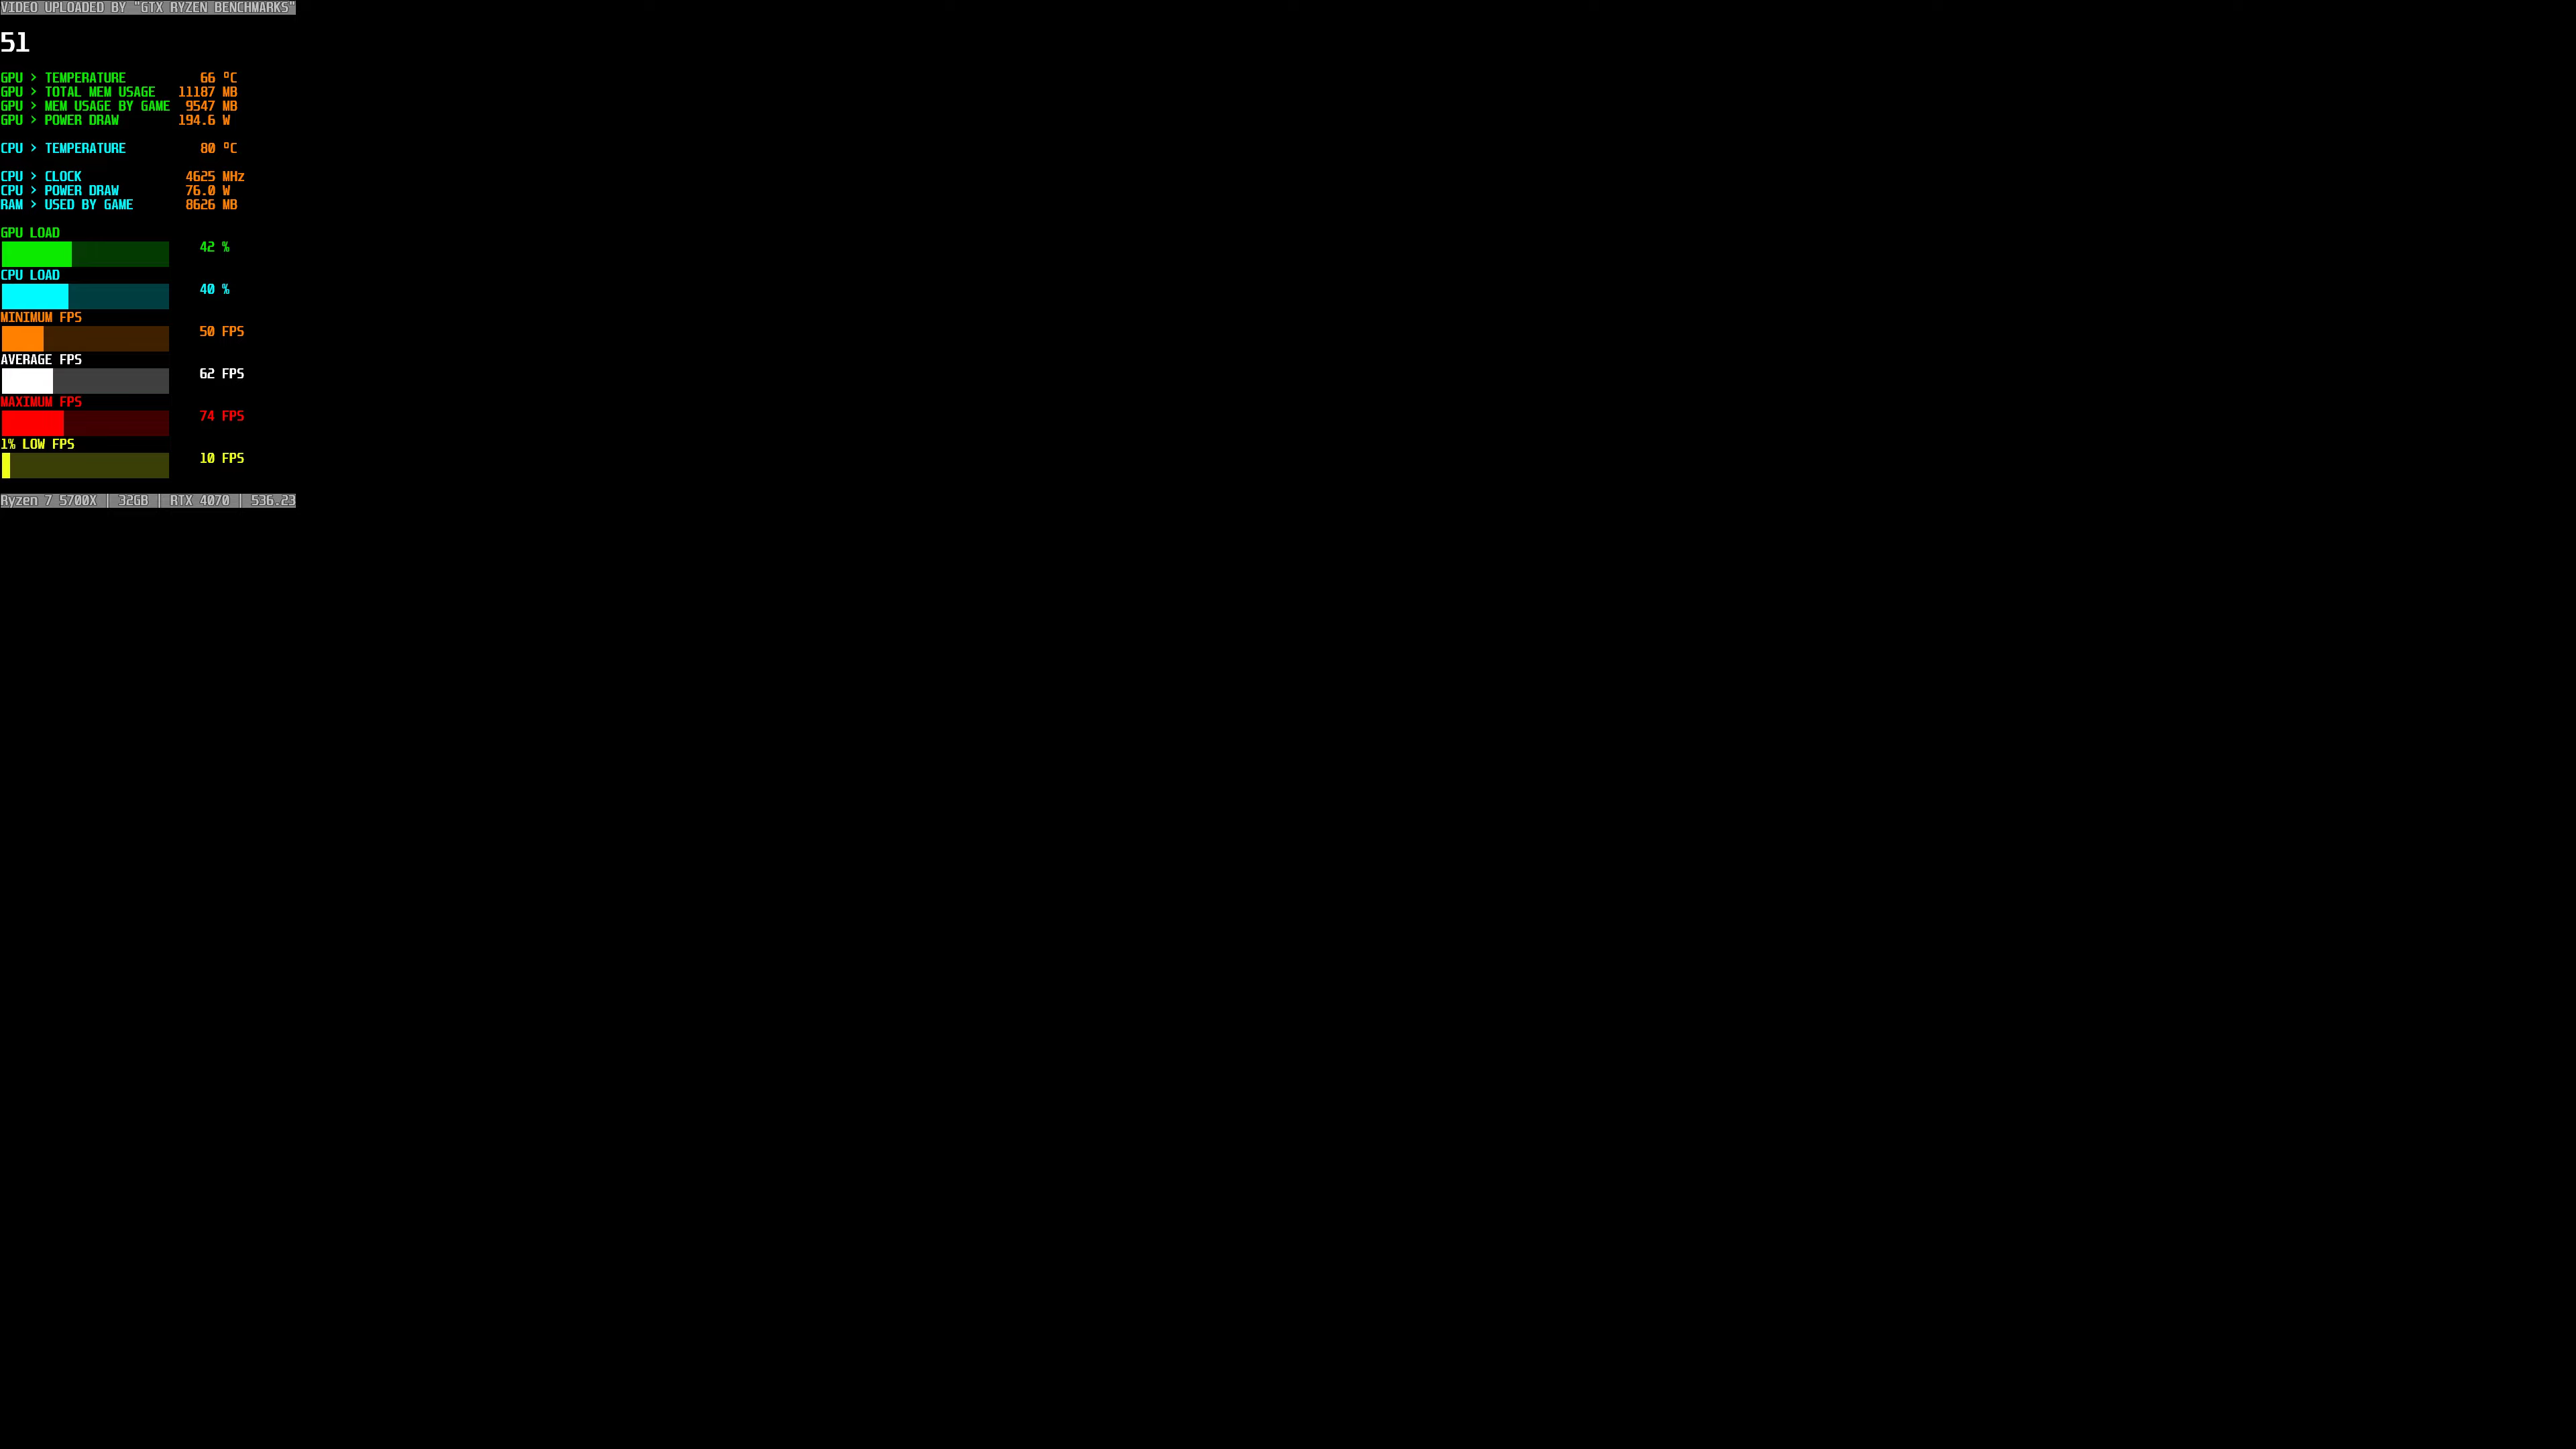 VIDEO UPLOADED BY "GTX RYZEN BENCHMARKS"
51
GPU > TEMPERATURE 66 ºC
GPU > TOTAL MEM USAGE 11187 MB
GPU > MEM USAGE BY GAME 9547 MB
GPU > POWER DRAW 194.6 W
CPU > TEMPERATURE 80 ºC
CPU > CLOCK 4625 MHz
CPU > POWER DRAW 76.0 W
RAM > USED BY GAME 8626 MB
GPU LOAD
42 %
CPU LOAD
40 %
MINIMUM FPS
50 FPS
AVERAGE FPS
62 FPS
MAXIMUM FPS
74 FPS
1% LOW FPS
10 FPS
Ryzen 7 5700X | 32GB | RTX 4070 | 536.23